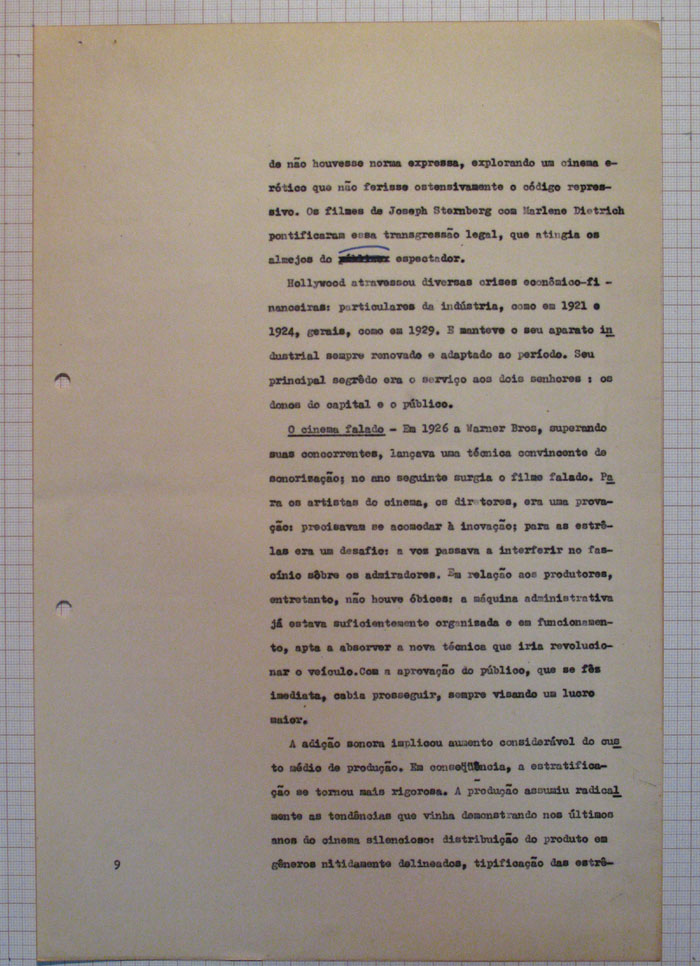 de não houvesse norma expressa, explorando um cinema e-
rótico que não ferisse ostensivamente o código repres-
sivo. Os filmes de Joseph Sternberg com Marlene Dietrich
pontificaram essa transgressão legal, que atingia os
almejos do espectador.
Hollywood atravessou diversas crises econômico-fi-
nanceiras: particulares da indústria, como em 1921 e
1924, gerais, como em 1929. E manteve o seu aparato in
dustrial sempre renovado e adaptado ao período. Seu
principal segrêdo era o serviço aos dois senhores : os
donos do capital e o público.
O cinema falado - Em 1926 a Warner Bros, superando
suas concorrentes, lançava uma técnica convincente de
sonorização; no ano seguinte surgia o filme falado. Pa
ra os artistas do cinema, os diretores, era uma prova-
ção: precisavam se acomodar à inovação; para as estrê-
las era um desafio: a voz passava a interferir no fas-
cínio sôbre os admiradores. Em relação aos produtores,
entretanto, não houve óbices: a máquina administrativa
já estava suficientemente organizada e em funcionamen-
to, apta a absorver a nova técnica que iria revolucio-
nar o veículo.Com a aprovação do público, que se fêz
imediata, cabia prosseguir, sempre visando um lucro
maior.
A adição sonora implicou aumento considerável do cus
to médio de produção. Em conseqüência, a estratifica-
ção se tornou mais rigorosa. A produção assumiu radical
mente as tendências que vinha demonstrando nos últimos
anos do cinema silencioso: distribuição do produto em
gêneros nitidamente delineados, tipificação das estrê-
9